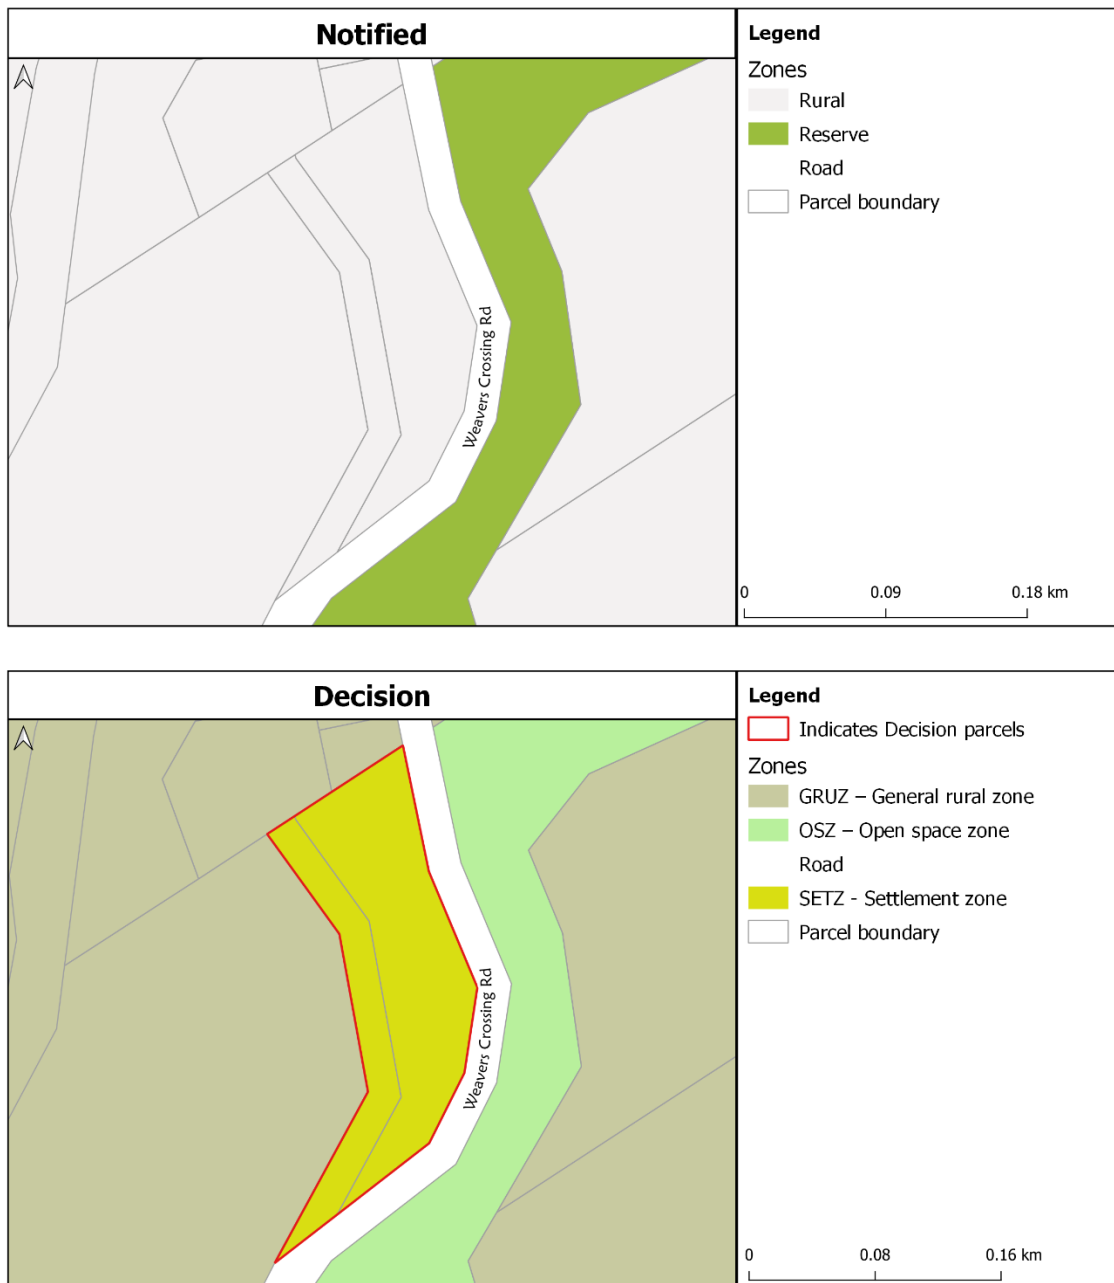 Notified
Weavers Crossing Rd
Legend
Zones
Rural
Reserve
Road
Parcel boundary
0 0.09 0.18 km
Decision
Weavers Crossing Rd
Legend
Indicates Decision parcels
Zones
GRUZ – General rural zone
OSZ – Open space zone
Road
SETZ - Settlement zone
Parcel boundary
0 0.08 0.16 km